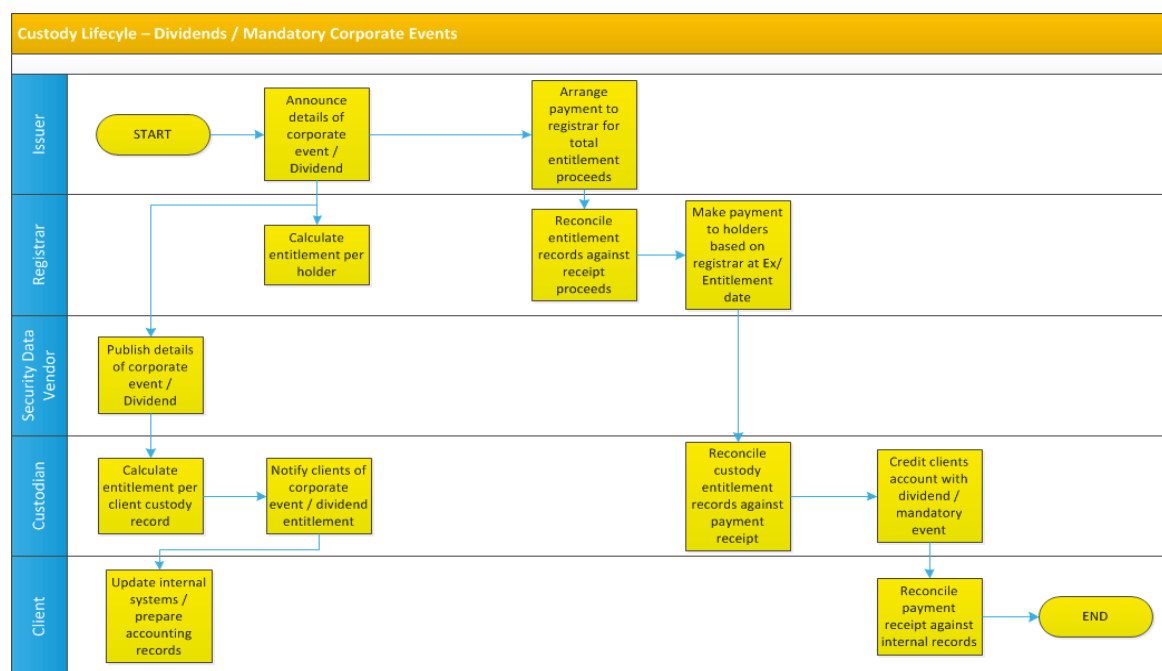 Custody Lifecyle – Dividends / Mandatory Corporate Events
Issuer
START
Announce
details of
corporate
event /
Dividend
Arrange
payment to
registrar for
total
entitlement
proceeds
Registrar
Calculate
entitlement per
holder
Reconcile
entitlement
records against
receipt
proceeds
Make payment
to holders
based on
registrar at Ex/
Entitlement
date
Security Data
Vendor
Publish details
of corporate
event /
Dividend
Custodian
Calculate
entitlement per
client custody
record
Notify clients of
corporate
event / dividend
entitlement
Reconcile
custody
entitlement
records against
payment
receipt
Credit clients
account with
dividend /
mandatory
event
Client
Update internal
systems /
prepare
accounting
records
Reconcile
payment
receipt against
internal records
END